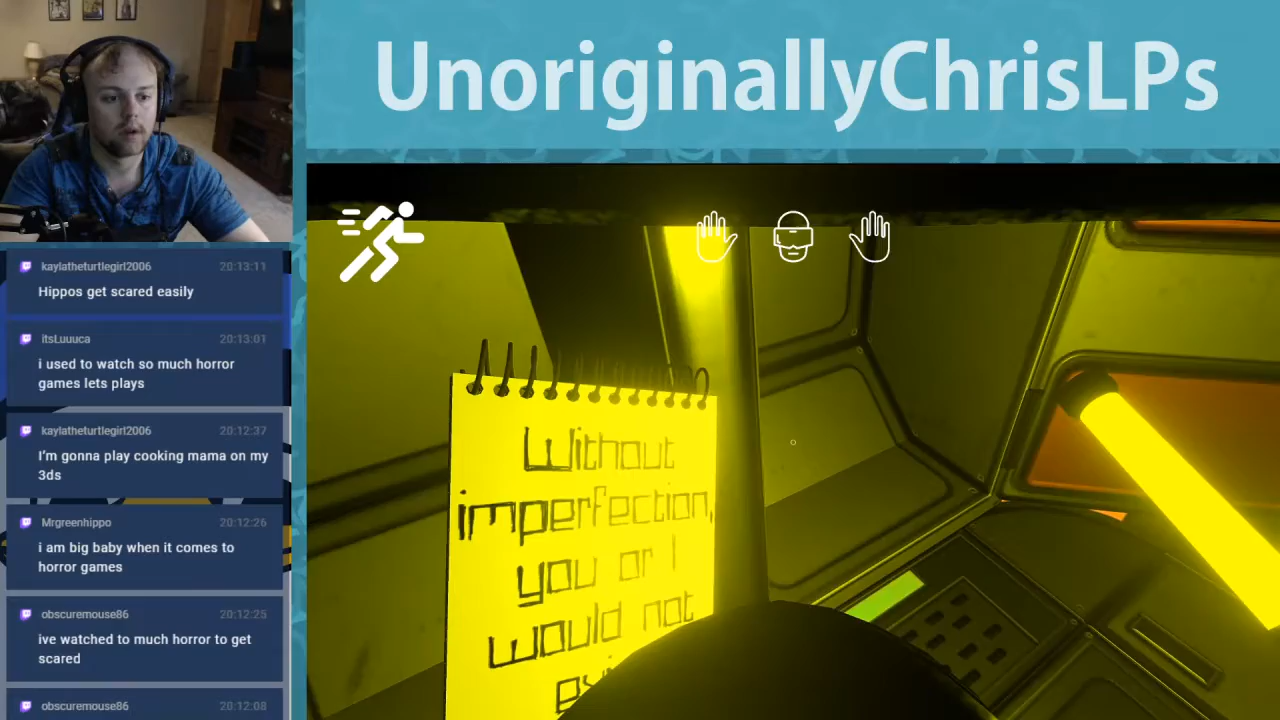 UnoriginallyChrisLPs
kaylatheturtlegirl2006 20:13:11
Hippos get scared easily
itsLuuuca 20:13:01
i used to watch so much horror
games lets plays
kaylatheturtlegirl2006 20:12:37
I'm gonna play cooking mama on my
3ds
Mrgreenhippo 20:12:26
i am big baby when it comes to
horror games
obscuremouse86 20:12:25
ive watched to much horror to get
scared
obscuremouse86 20:12:08
Without
imperfection,
you or I
would not